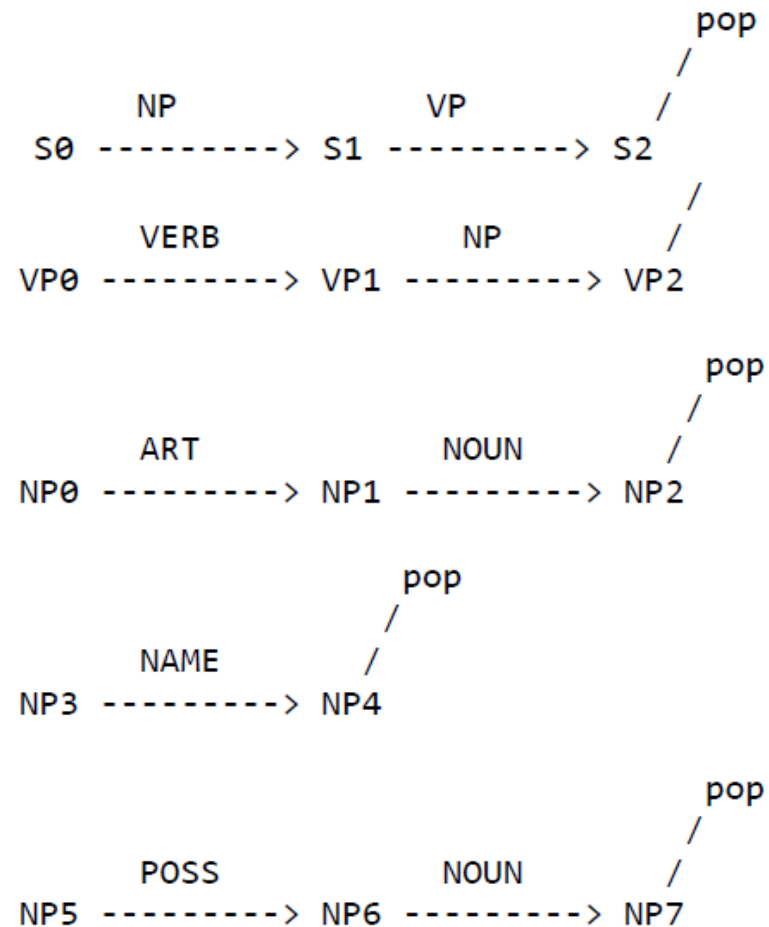 pop
/
NP VP /
S0 ---------> S1 ---------> S2
/
VERB NP /
VP0 ---------> VP1 ---------> VP2
pop
/
ART NOUN /
NP0 ---------> NP1 ---------> NP2
pop
/
NAME /
NP3 ---------> NP4
pop
/
POSS NOUN /
NP5 ---------> NP6 ---------> NP7